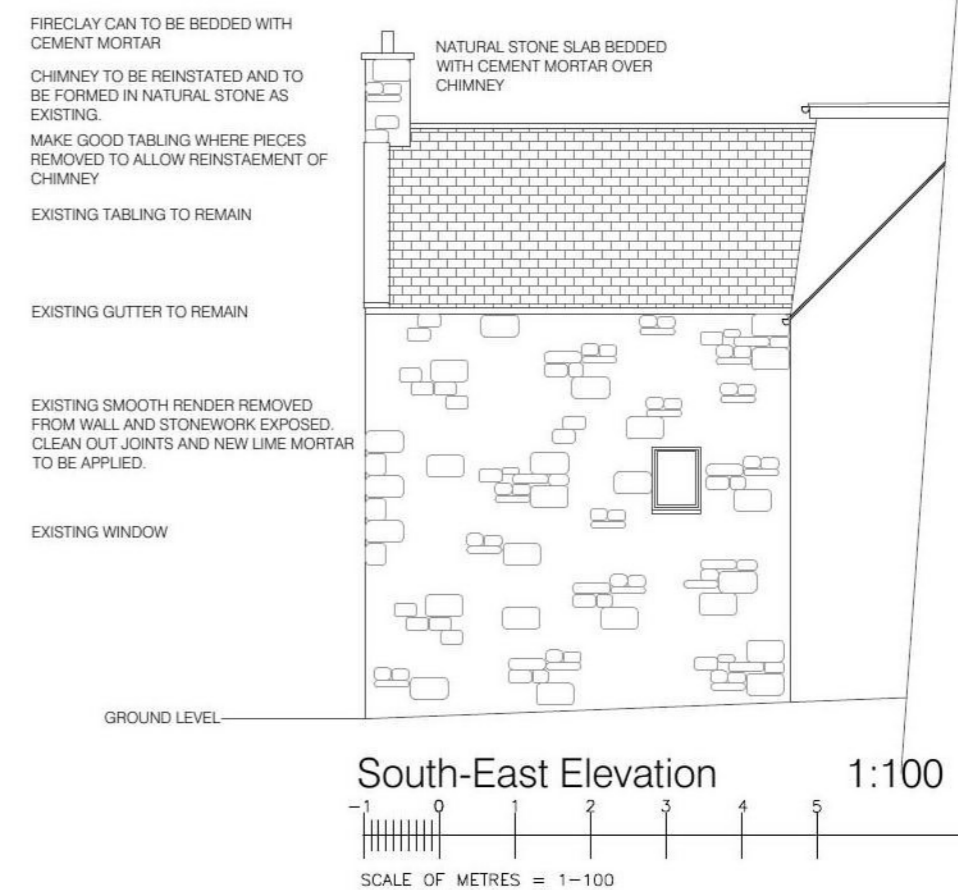 FIRECLAY CAN TO BE BEDDED WITH
CEMENT MORTAR
NATURAL STONE SLAB BEDDED
WITH CEMENT MORTAR OVER
CHIMNEY
CHIMNEY TO BE REINSTATED AND TO
BE FORMED IN NATURAL STONE AS
EXISTING.
MAKE GOOD TABLING WHERE PIECES
REMOVED TO ALLOW REINSTAEMENT OF
CHIMNEY
EXISTING TABLING TO REMAIN
EXISTING GUTTER TO REMAIN
EXISTING SMOOTH RENDER REMOVED
FROM WALL AND STONEWORK EXPOSED.
CLEAN OUT JOINTS AND NEW LIME MORTAR
TO BE APPLIED.
EXISTING WINDOW
GROUND LEVEL
South-East Elevation 1:100
-1 0 1 2 3 4 5
SCALE OF METRES = 1-100